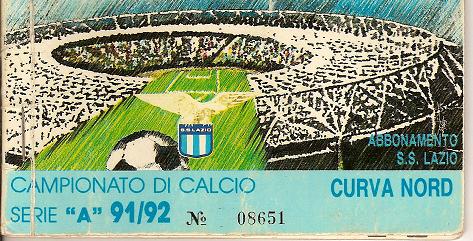 S.S. LAZIO
ABBONAMENTO
S.S. LAZIO
CAMPIONATO DI CALCIO
CURVA NORD
SERIE "A" 91/92 № 08651